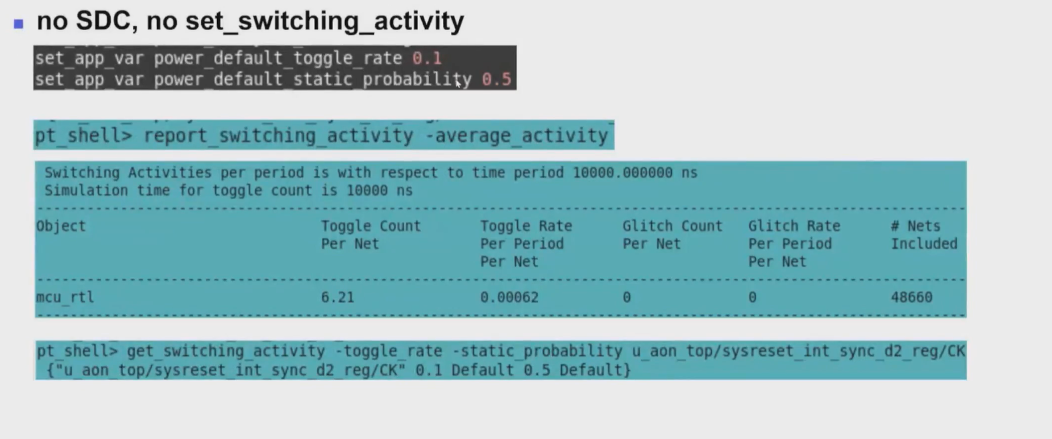 no SDC, no set_switching_activity
set_app_var power_default_toggle_rate 0.1
set_app_var power_default_static_probability 0.5
pt_shell> report_switching_activity -average_activity
Switching Activities per period is with respect to time period 10000.000000 ns
Simulation time for toggle count is 10000 ns
Object Toggle Count Toggle Rate Glitch Count Glitch Rate # Nets
Per Net Per Period Per Net Per Period Included
Per Net Per Net
mcu_rtl 6.21 0.00062 0 0 48660
pt_shell> get_switching_activity -toggle_rate -static_probability u_aon_top/sysreset_int_sync_d2_reg/CK
{"u_aon_top/sysreset_int_sync_d2_reg/CK" 0.1 Default 0.5 Default}